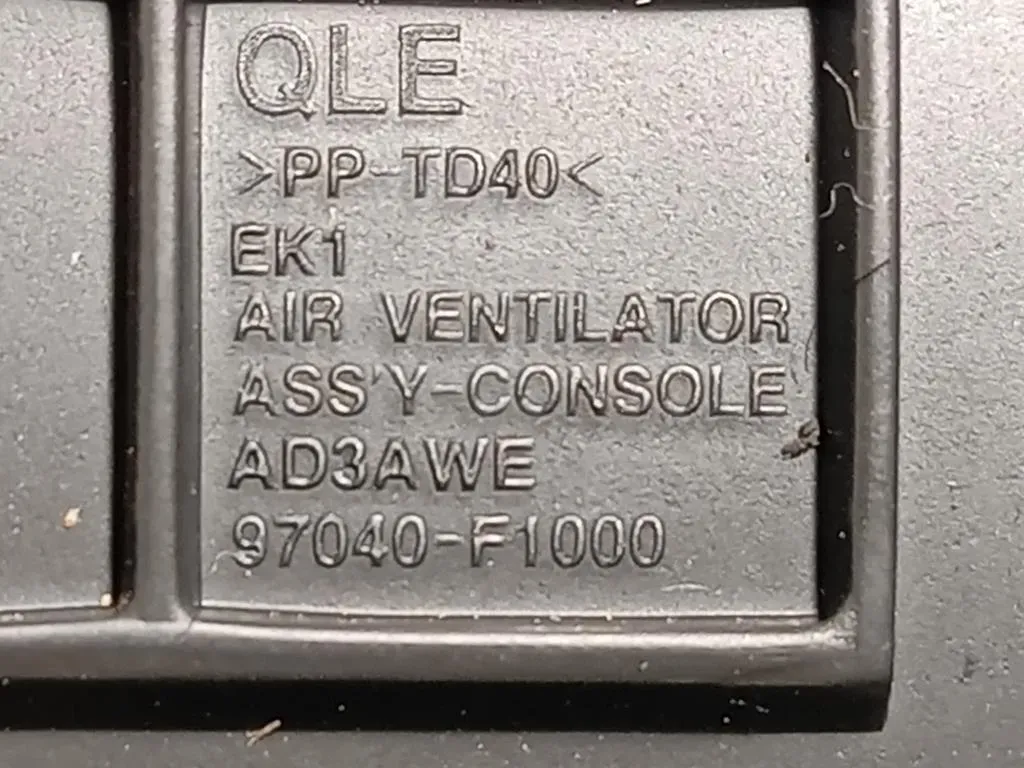 QLE
>PP-TD40<
EK1
AIR VENTILATOR
ASS'Y-CONSOLE
AD3AWE
97040-F1000